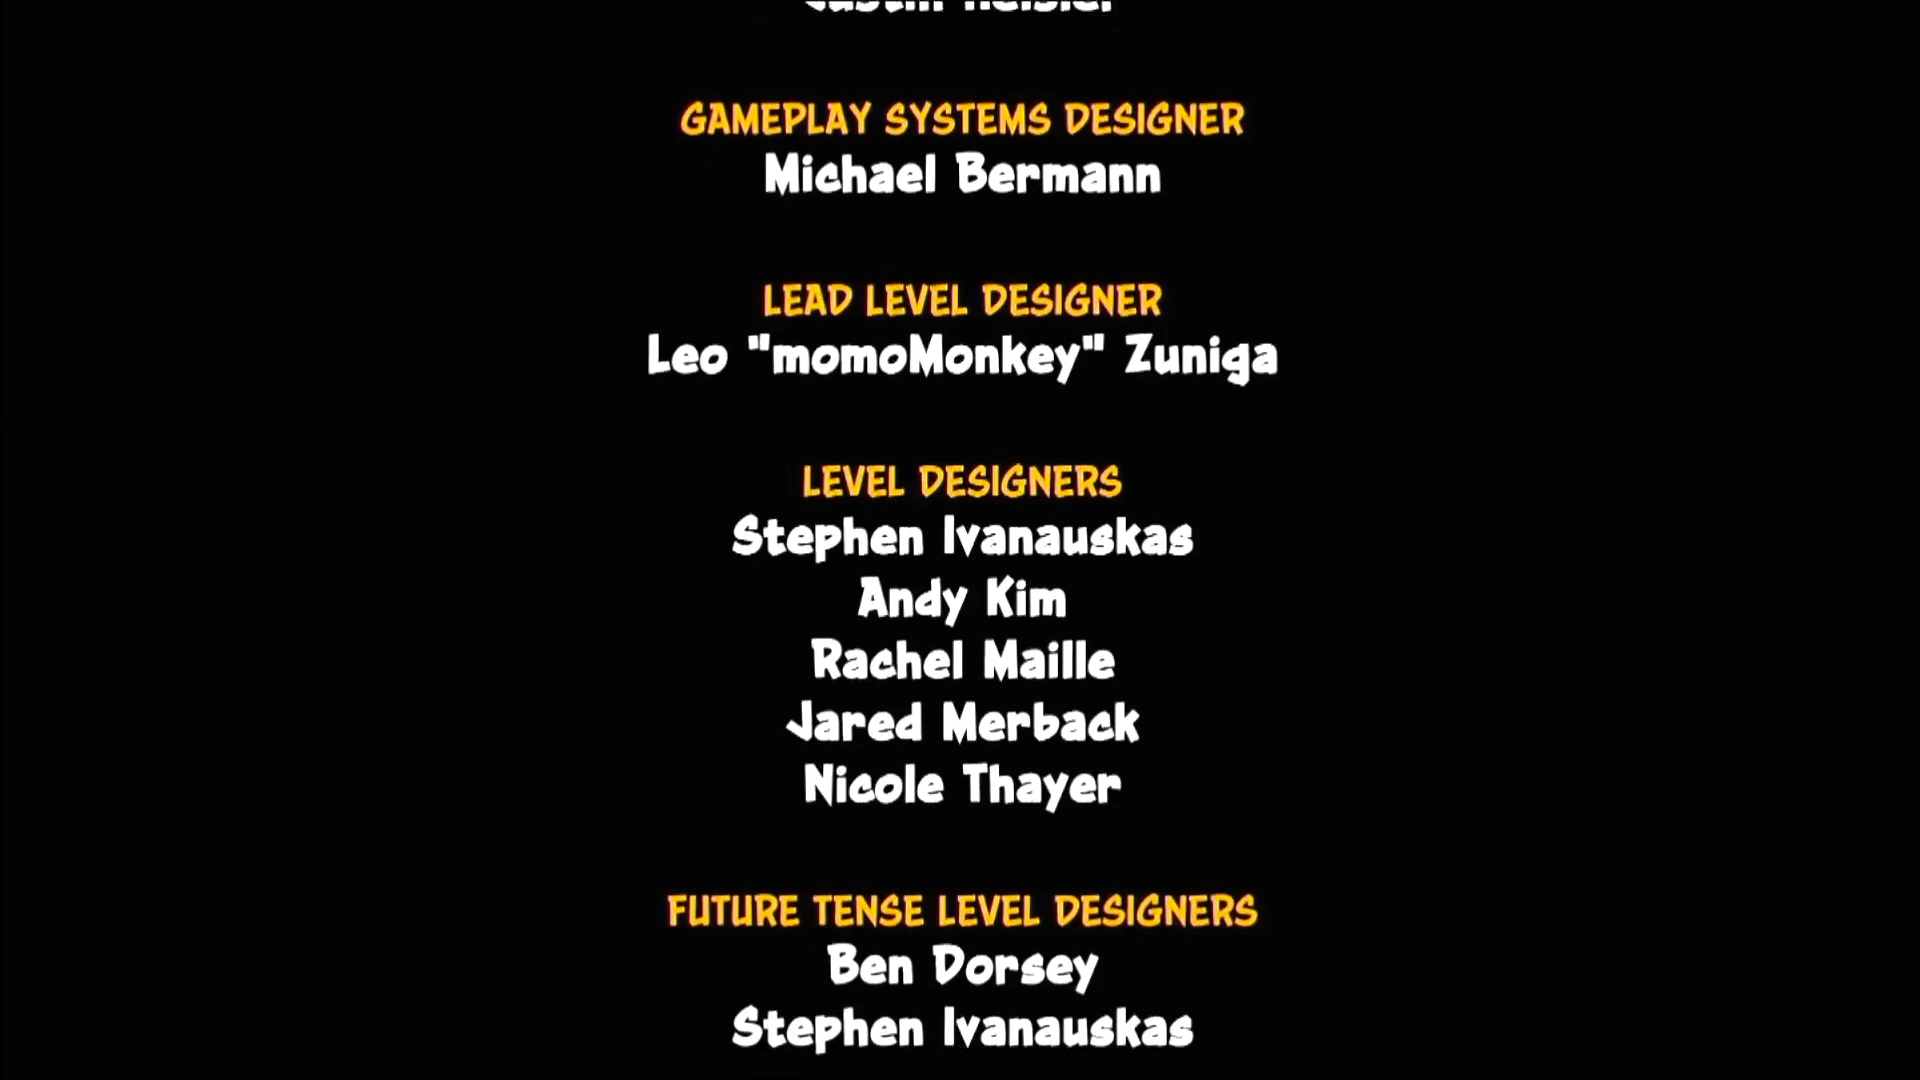 GAMEPLAY SYSTEMS DESIGNER
Michael Bermann
LEAD LEVEL DESIGNER
Leo "momoMonkey" Zuniga
LEVEL DESIGNERS
Stephen Ivanauskas
Andy Kim
Rachel Maille
Jared Merback
Nicole Thayer
FUTURE TENSE LEVEL DESIGNERS
Ben Dorsey
Stephen Ivanauskas